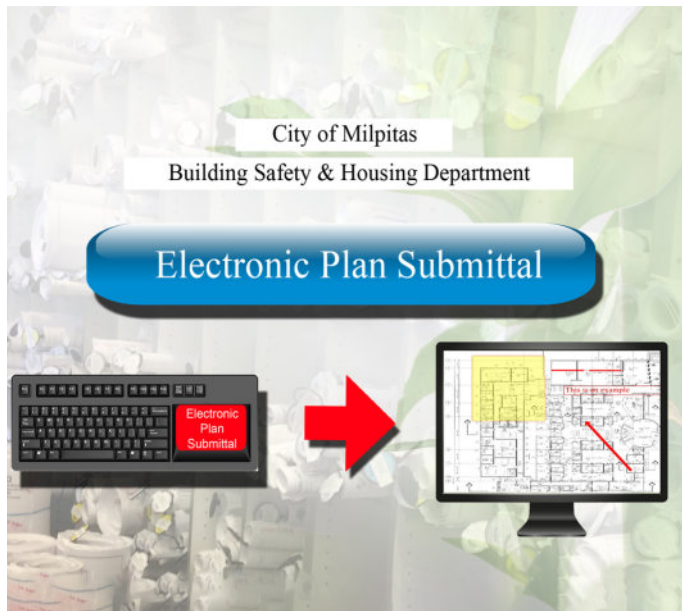 City of Milpitas
Building Safety & Housing Department
Electronic Plan Submittal
Electronic
Plan
Submittal
This is an example